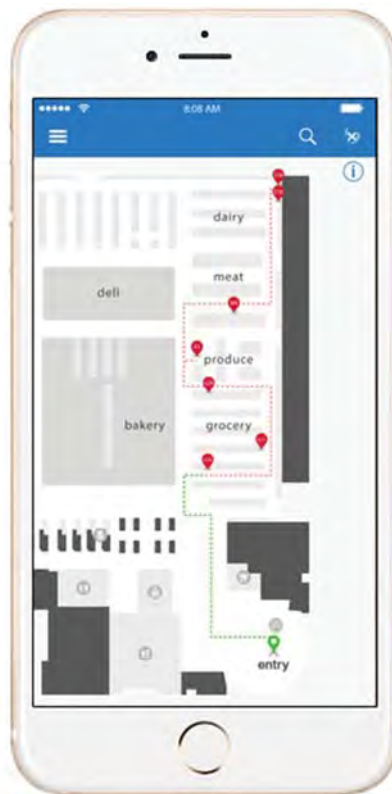 8:08 AM
i
dairy
meat
deli
produce
bakery
grocery
entry